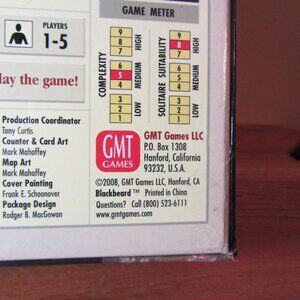 GAME METER
PLAYERS
1-5
COMPLEXITY
9
8
7
HIGH
6
5
4
MEDIUM
3
2
1
LOW
SOLITAIRE SUITABILITY
9
8
7
HIGH
6
5
4
MEDIUM
3
2
1
LOW
lay the game!
Production Coordinator
Tony Curtis
Counter & Card Art
Mark Mahaffey
Map Art
Mark Mahaffey
Cover Painting
Frank E. Schoonover
Package Design
Rodger B. MacGowan
GMT
GAMES
GMT Games LLC
P.O. Box 1308
Hanford, California
93232, U.S.A.
©2008, GMT Games LLC, Hanford, CA
Blackbeard™ Printed in China
Questions? Call (800) 523-6111
www.gmtgames.com